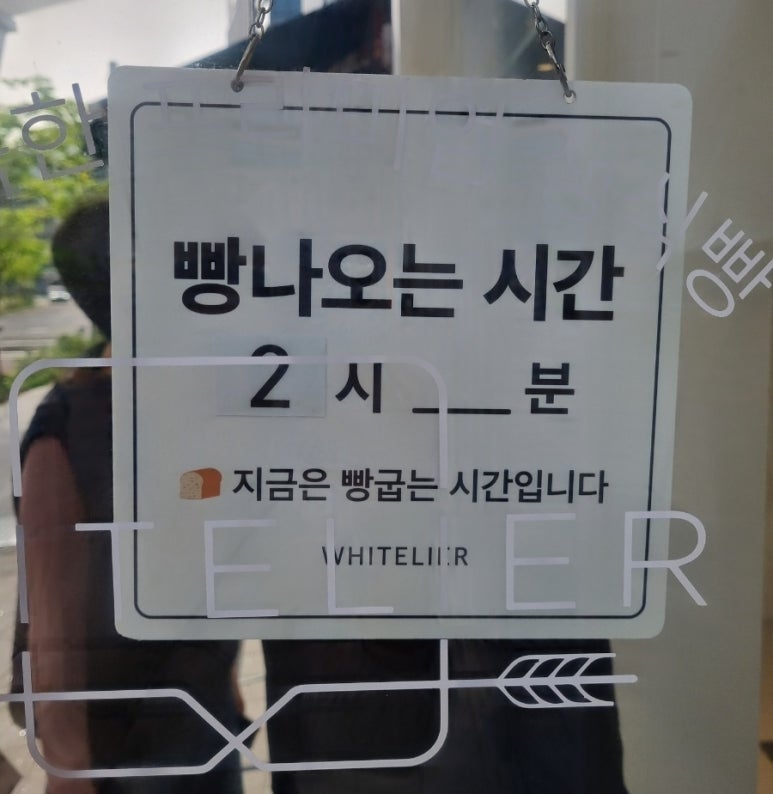 빵나오는 시간
2 시 ___ 분
지금은 빵굽는 시간입니다
WHITELIER
ITELIER